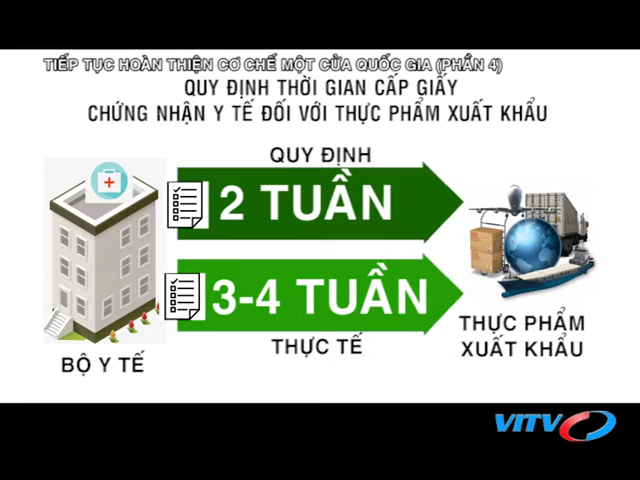 TIẾP TỤC HOÀN THIỆN CƠ CHẾ MỘT CỬA QUỐC GIA (PHẦN 4)
QUY ĐỊNH THỜI GIAN CẤP GIẤY
CHỨNG NHẬN Y TẾ ĐỐI VỚI THỰC PHẨM XUẤT KHẨU
QUY ĐỊNH
2 TUẦN
3-4 TUẦN
THỰC TẾ
BỘ Y TẾ
THỰC PHẨM
XUẤT KHẨU
VITV